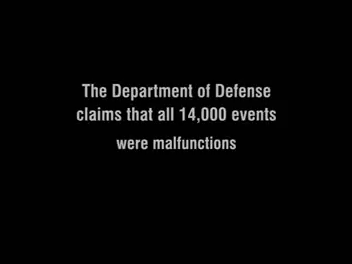 The Department of Defense
claims that all 14,000 events
were malfunctions